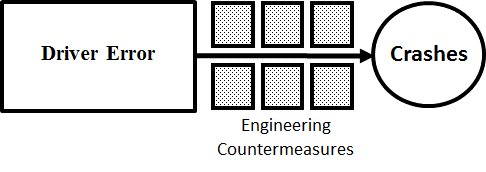 Driver Error
Crashes
Engineering
Countermeasures